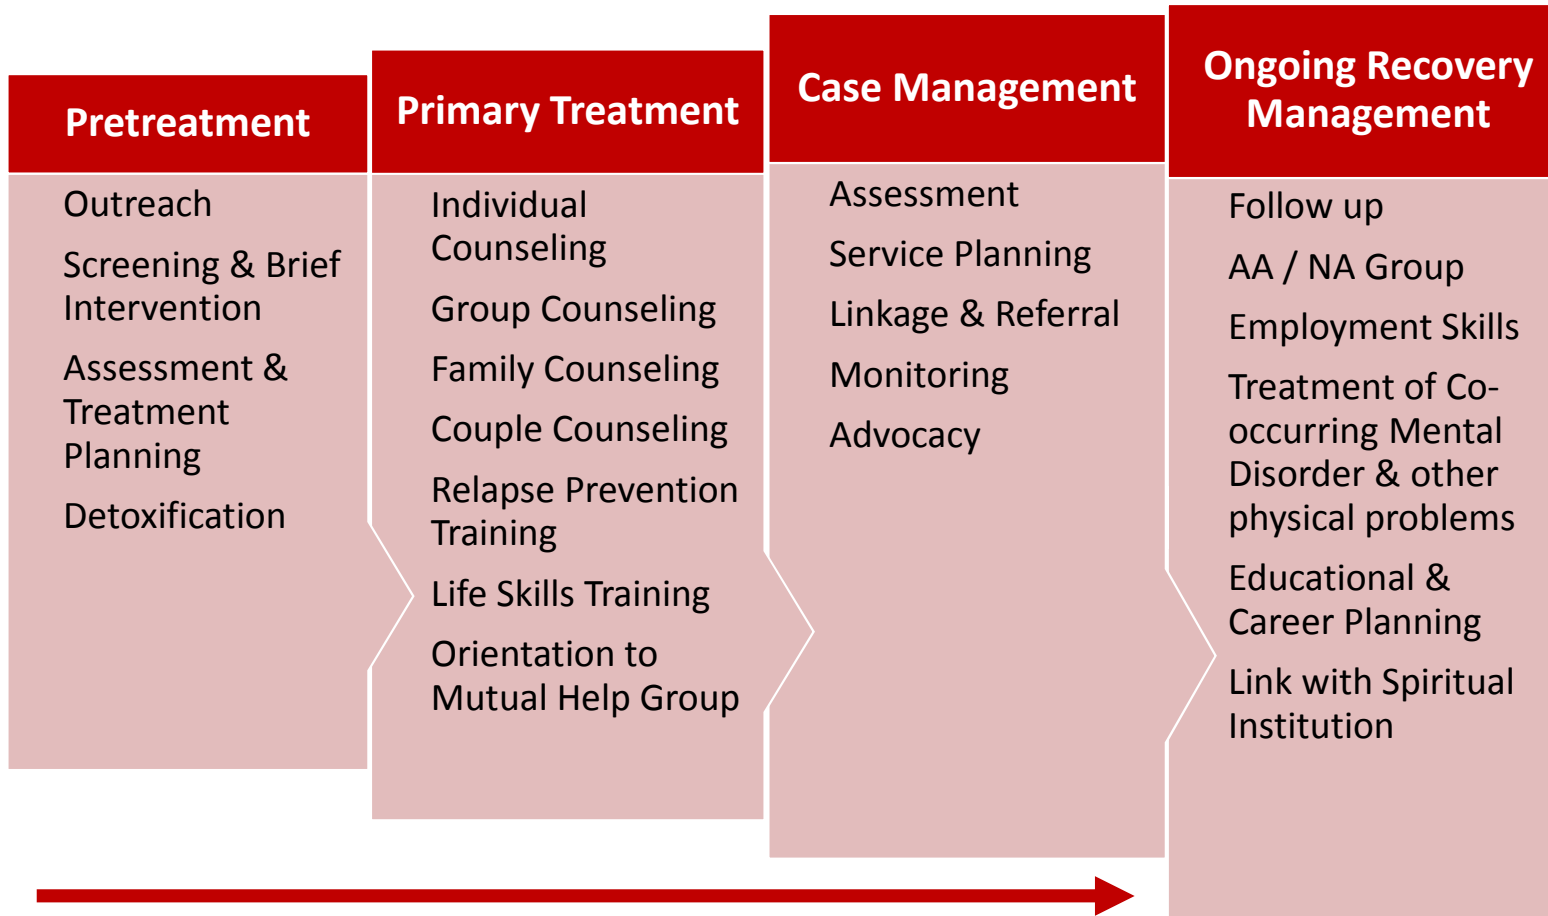 Pretreatment
Outreach
Screening & Brief
Intervention
Assessment &
Treatment
Planning
Detoxification
Primary Treatment
Individual
Counseling
Group Counseling
Family Counseling
Couple Counseling
Relapse Prevention
Training
Life Skills Training
Orientation to
Mutual Help Group
Case Management
Assessment
Service Planning
Linkage & Referral
Monitoring
Advocacy
Ongoing Recovery
Management
Follow up
AA / NA Group
Employment Skills
Treatment of Co-
occurring Mental
Disorder & other
physical problems
Educational &
Career Planning
Link with Spiritual
Institution